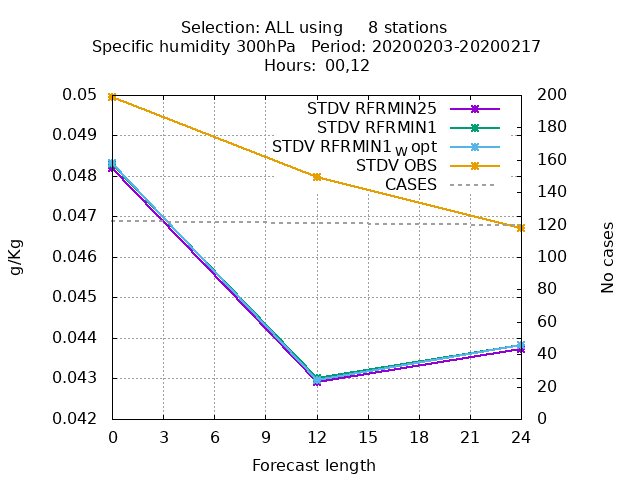 Selection: ALL using     8 stations
Specific humidity 300hPa   Period: 20200203-20200217
Hours: 00,12
STDV RFRMIN25
STDV RFRMIN1
STDV RFRMIN1w opt
STDV OBS
CASES
0.05
0.049
0.048
0.047
0.046
0.045
0.044
0.043
0.042
g/Kg
200
180
160
140
120
100
80
60
40
20
0
No cases
0 3 6 9 12 15 18 21 24
Forecast length